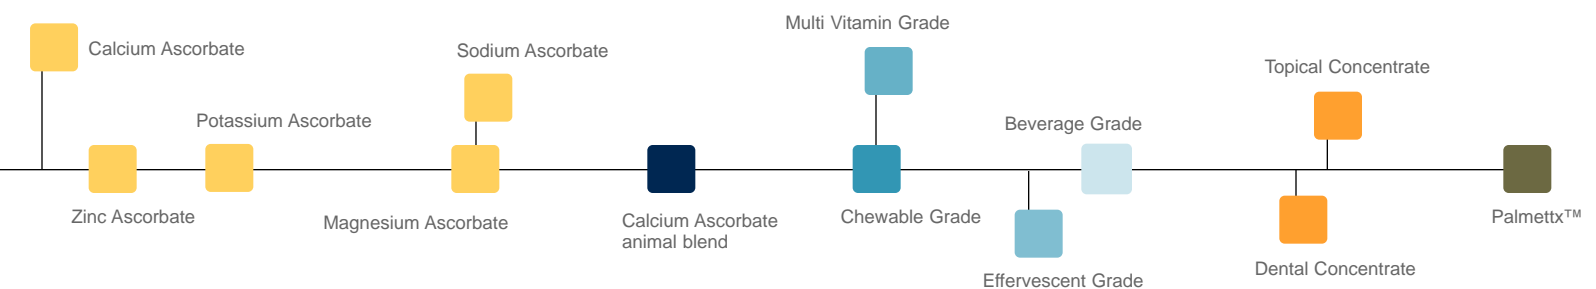 Calcium Ascorbate
Zinc Ascorbate
Potassium Ascorbate
Sodium Ascorbate
Magnesium Ascorbate
Calcium Ascorbate
animal blend
Multi Vitamin Grade
Chewable Grade
Effervescent Grade
Beverage Grade
Topical Concentrate
Dental Concentrate
Palmettx™